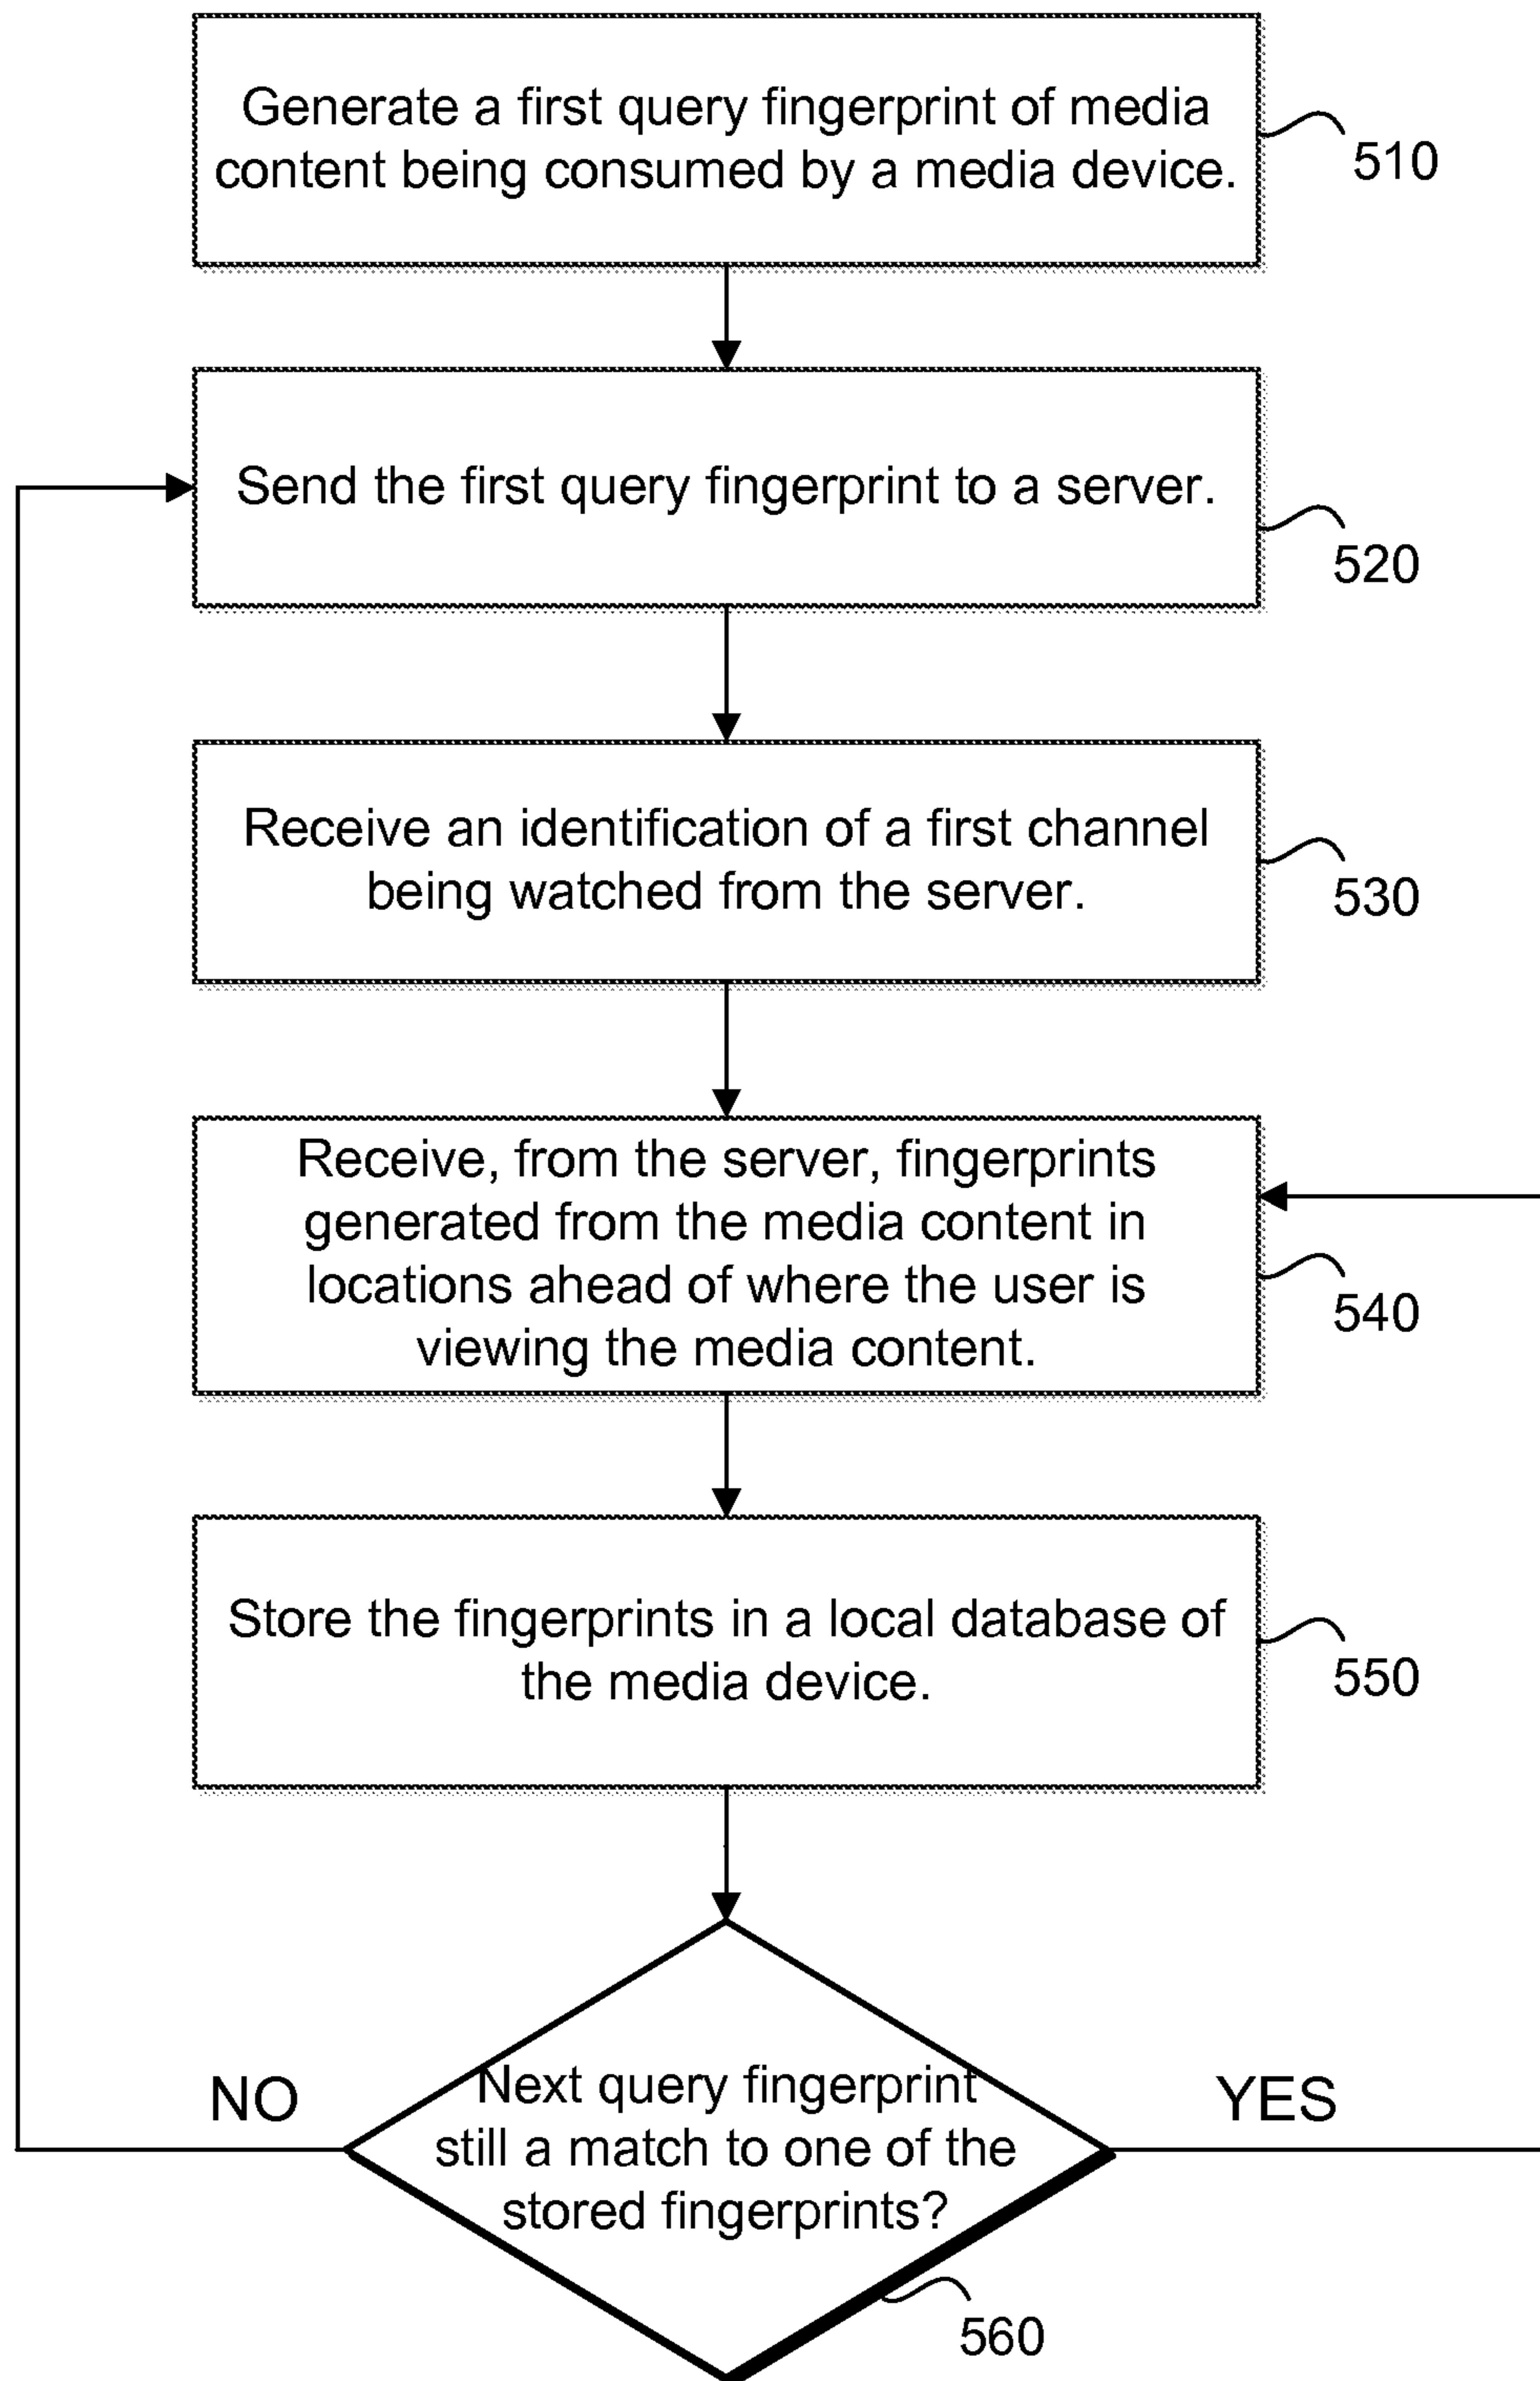 Generate a first query fingerprint of media
content being consumed by a media device.
510
Send the first query fingerprint to a server.
520
Receive an identification of a first channel
being watched from the server.
530
Receive, from the server, fingerprints
generated from the media content in
locations ahead of where the user is
viewing the media content.
540
Store the fingerprints in a local database of
the media device.
550
NO
Next query fingerprint
still a match to one of the
stored fingerprints?
YES
560